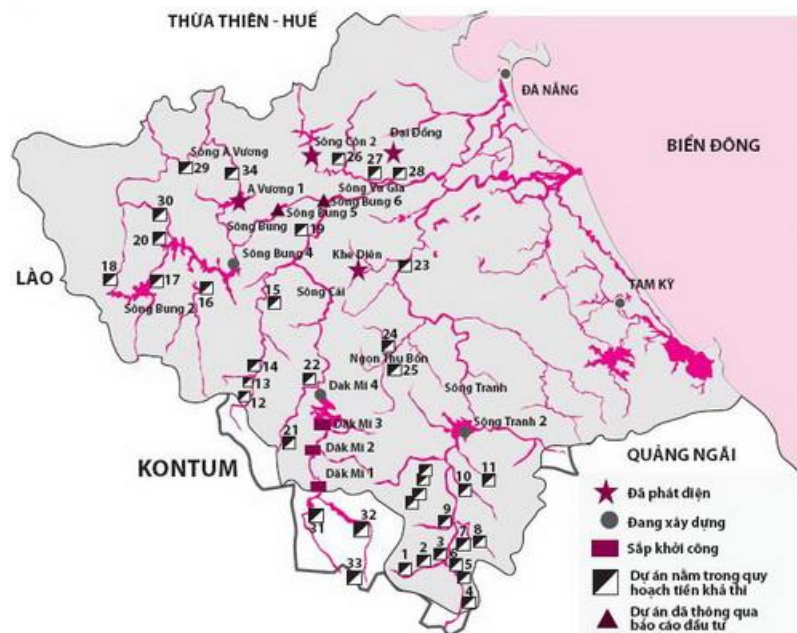 THỪA THIÊN - HUẾ
ĐÀ NẴNG
BIỂN ĐÔNG
Sông Côn 2
Đại Đồng
26
27
28
Sông A Vương
29
34
A Vương 1
Sông Vu Gia
Sông Bung 6
Sông Bung 5
30
Sông Bung
19
20
Sông Bung 4
Khe Diên
23
LÀO
18
17
16
15
Sông Cái
TAM KỲ
Sông Bung 2
24
Ngọn Thu Bồn
25
14
13
12
22
Dak Mi 4
Sông Tranh
Dăk Mi 3
Sông Tranh 2
21
Dăk Mi 2
KONTUM
QUẢNG NGÃI
Dăk Mi 1
10
11
31
32
9
7
8
33
1
2
3
6
5
4
Đã phát điện
Đang xây dựng
Sắp khởi công
Dự án nằm trong quy
hoạch tiền khả thi
Dự án đã thông qua
báo cáo đầu tư